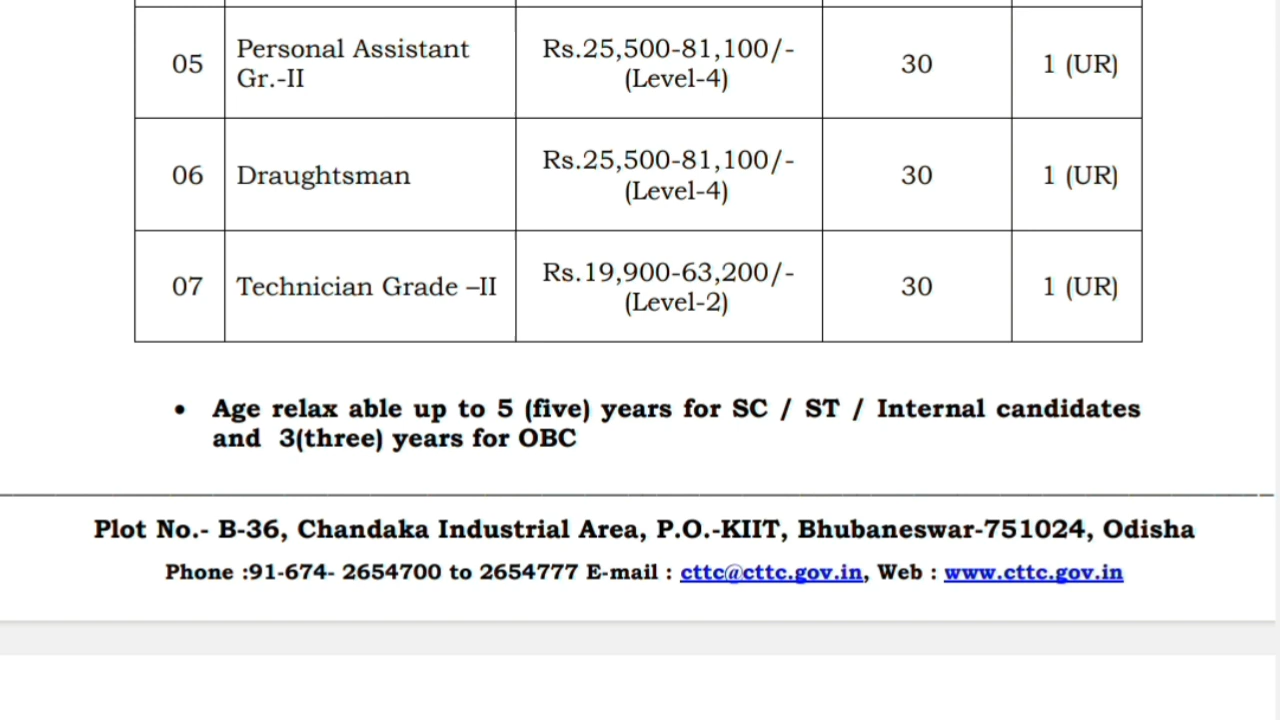 05
Personal Assistant
Gr.-II
Rs.25,500-81,100/-
(Level-4)
30
1 (UR)
06
Draughtsman
Rs.25,500-81,100/-
(Level-4)
30
1 (UR)
07
Technician Grade –II
Rs.19,900-63,200/-
(Level-2)
30
1 (UR)
• Age relax able up to 5 (five) years for SC / ST / Internal candidates
and 3(three) years for OBC
Plot No.- B-36, Chandaka Industrial Area, P.O.-KIIT, Bhubaneswar-751024, Odisha
Phone :91-674- 2654700 to 2654777 E-mail : cttc@cttc.gov.in, Web : www.cttc.gov.in